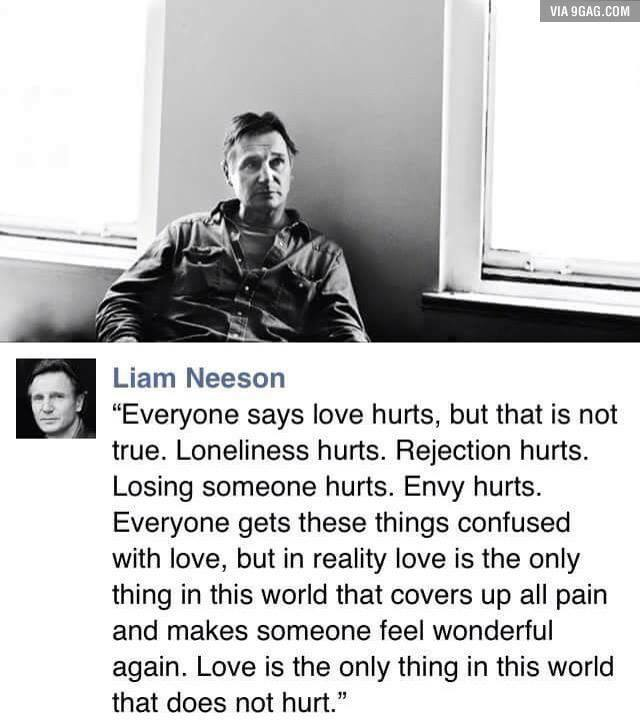 VIA 9GAG.COM
Liam Neeson
“Everyone says love hurts, but that is not
true. Loneliness hurts. Rejection hurts.
Losing someone hurts. Envy hurts.
Everyone gets these things confused
with love, but in reality love is the only
thing in this world that covers up all pain
and makes someone feel wonderful
again. Love is the only thing in this world
that does not hurt.”